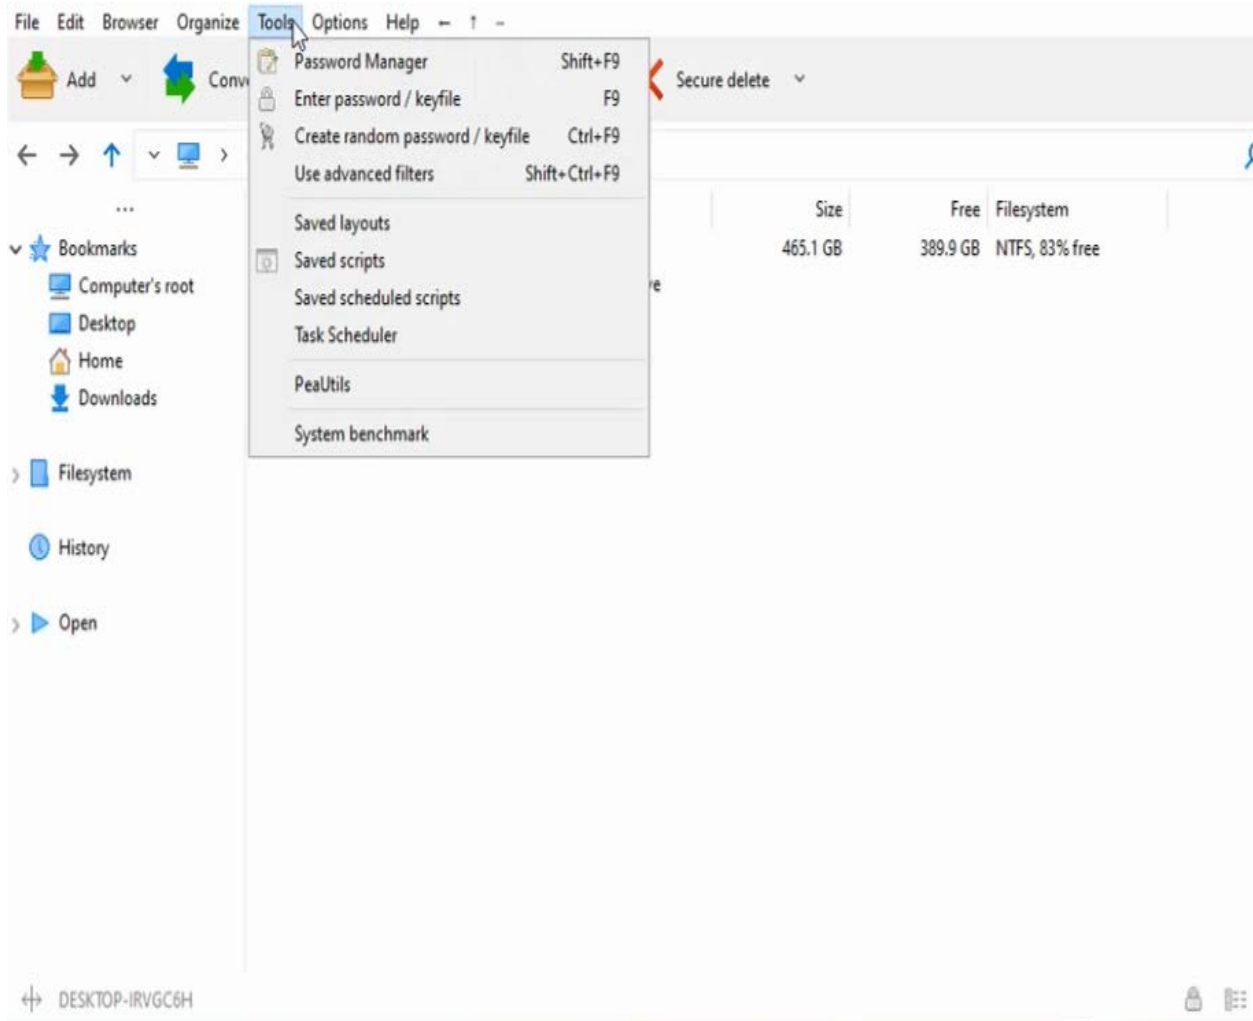 File Edit Browser Organize Tools Options Help
Add Conv Secure delete
Password Manager Shift+F9
Enter password / keyfile F9
Create random password / keyfile Ctrl+F9
Use advanced filters Shift+Ctrl+F9
Saved layouts
Saved scripts
Saved scheduled scripts
Task Scheduler
PeaUtils
System benchmark
...
Bookmarks
Computer's root
Desktop
Home
Downloads
Filesystem
History
Open
Size Free Filesystem
465.1 GB 389.9 GB NTFS, 83% free
DESKTOP-IRVGC6H